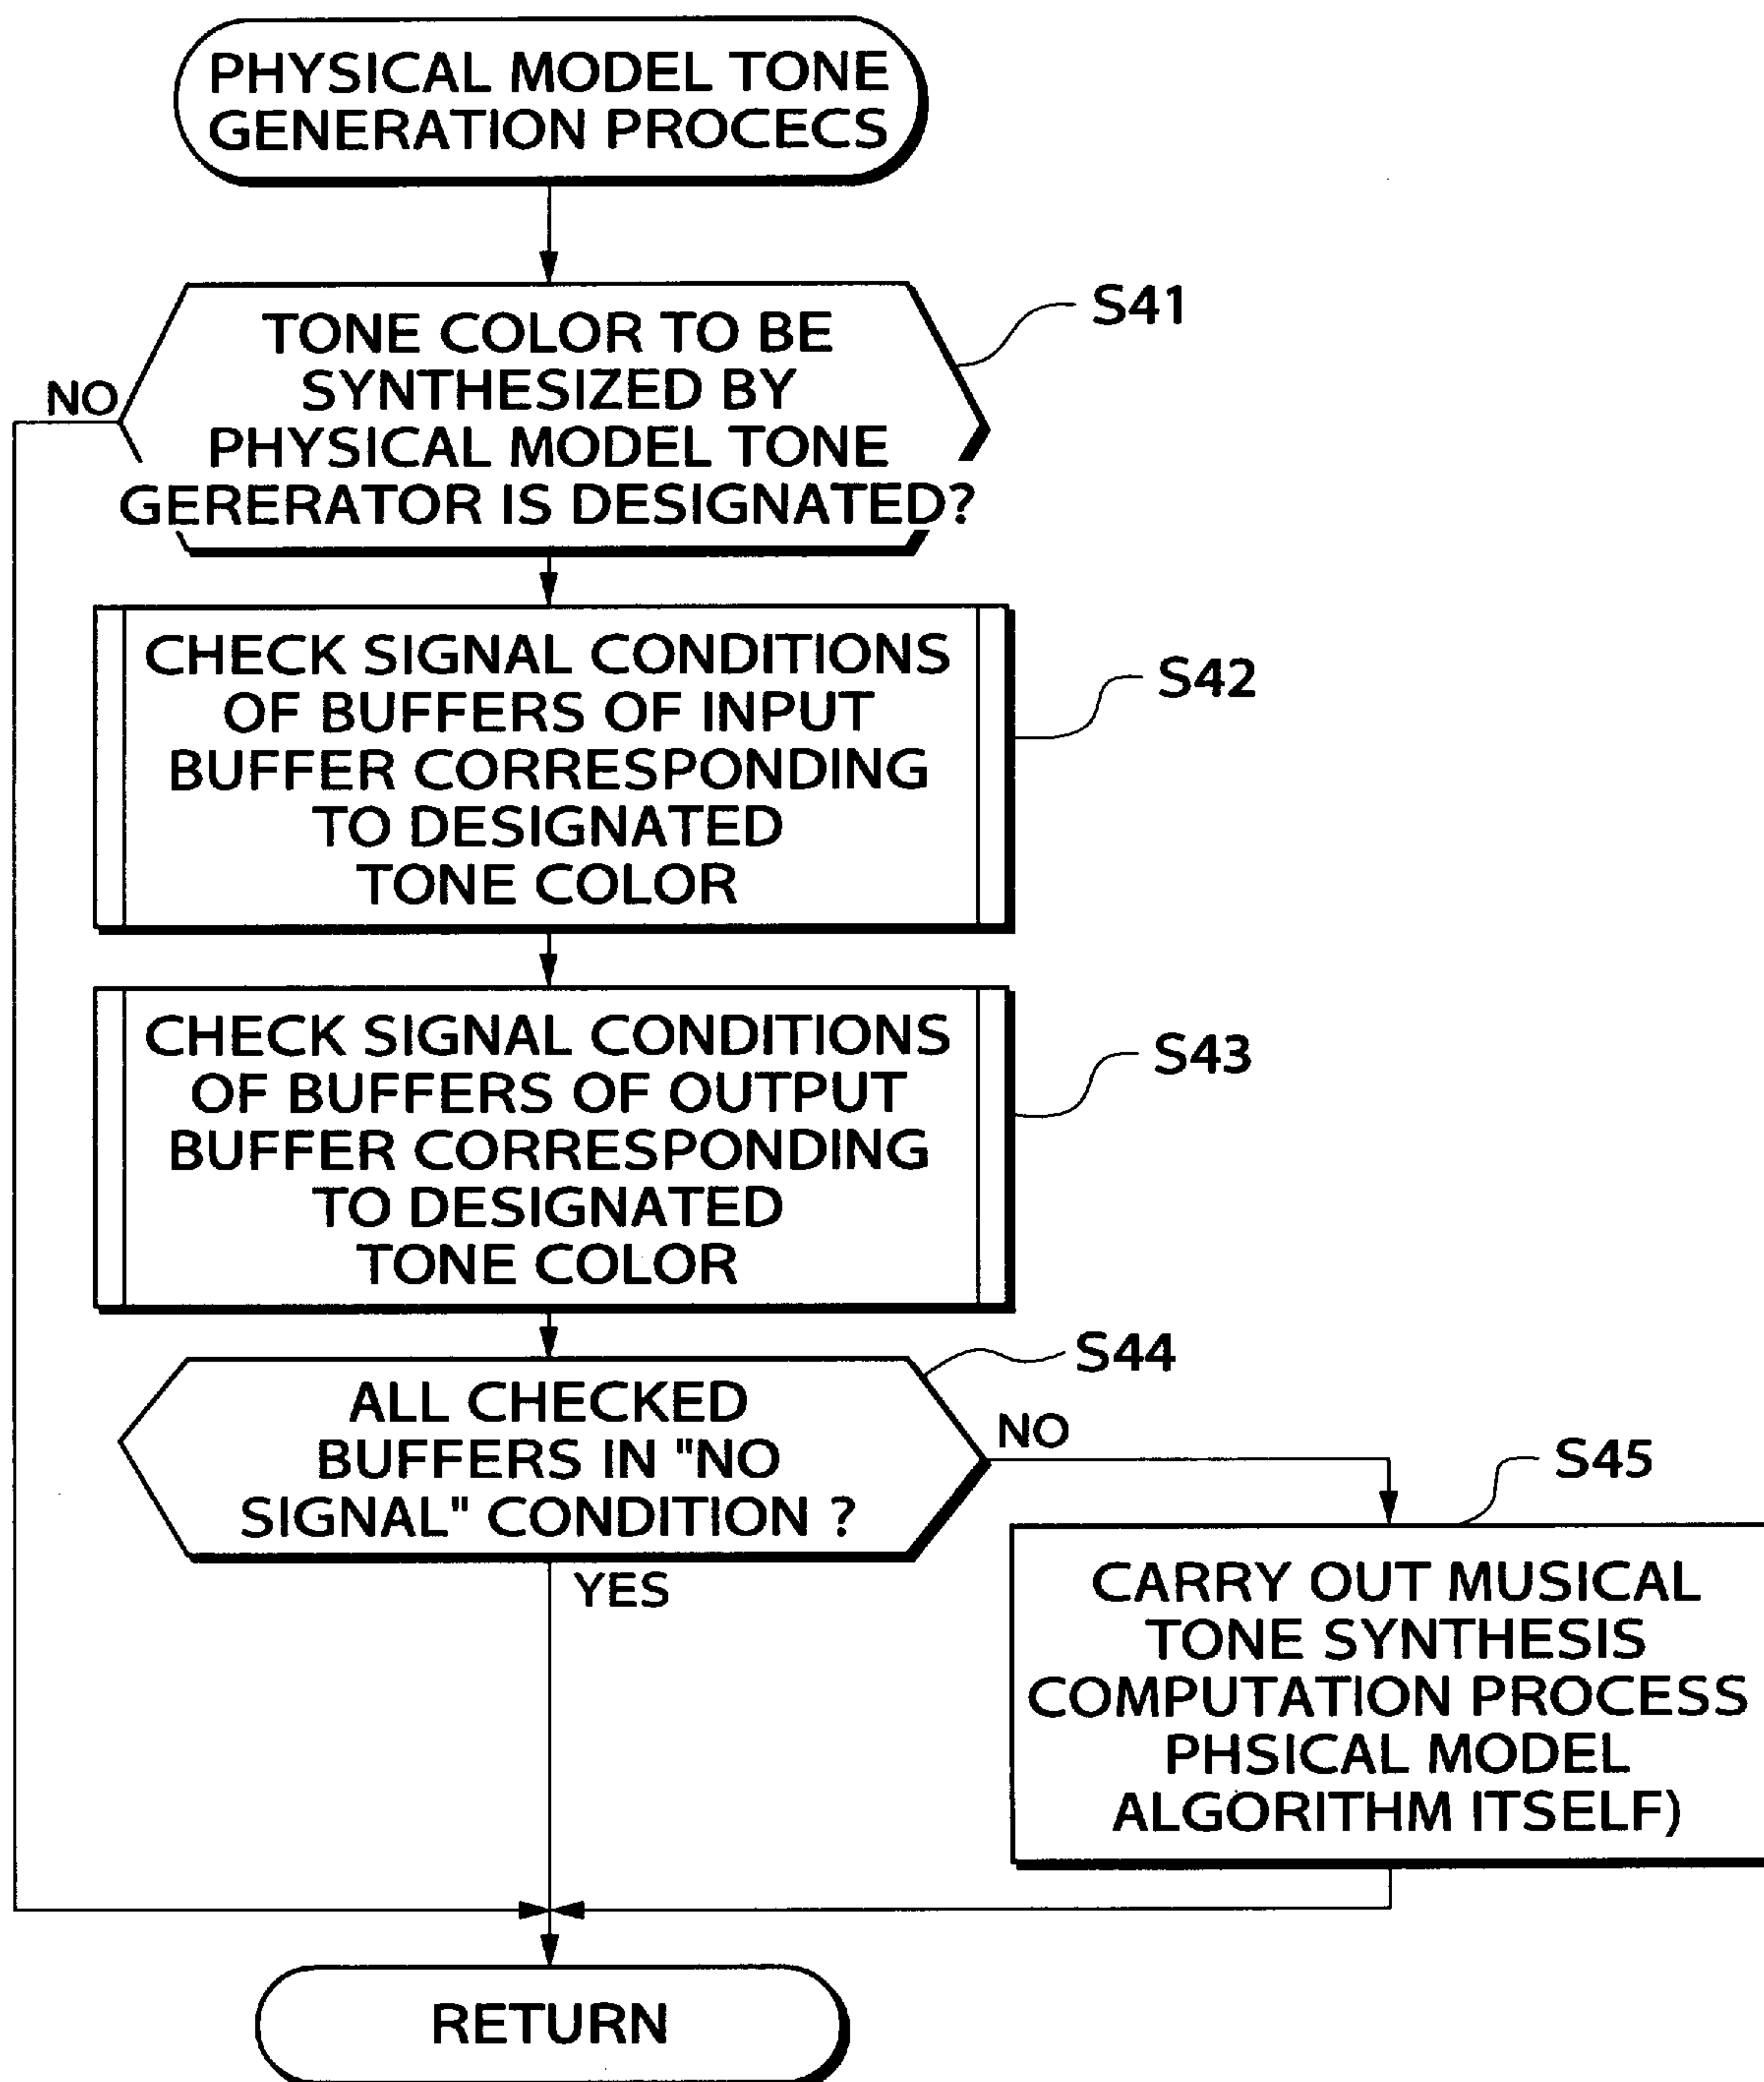 PHYSICAL MODEL TONE
GENERATION PROCECS
S41
TONE COLOR TO BE
SYNTHESIZED BY
PHYSICAL MODEL TONE
GERERATOR IS DESIGNATED?
NO
S42
CHECK SIGNAL CONDITIONS
OF BUFFERS OF INPUT
BUFFER CORRESPONDING
TO DESIGNATED
TONE COLOR
S43
CHECK SIGNAL CONDITIONS
OF BUFFERS OF OUTPUT
BUFFER CORRESPONDING
TO DESIGNATED
TONE COLOR
S44
ALL CHECKED
BUFFERS IN "NO
SIGNAL" CONDITION ?
NO
YES
S45
CARRY OUT MUSICAL
TONE SYNTHESIS
COMPUTATION PROCESS
PHSICAL MODEL
ALGORITHM ITSELF)
RETURN